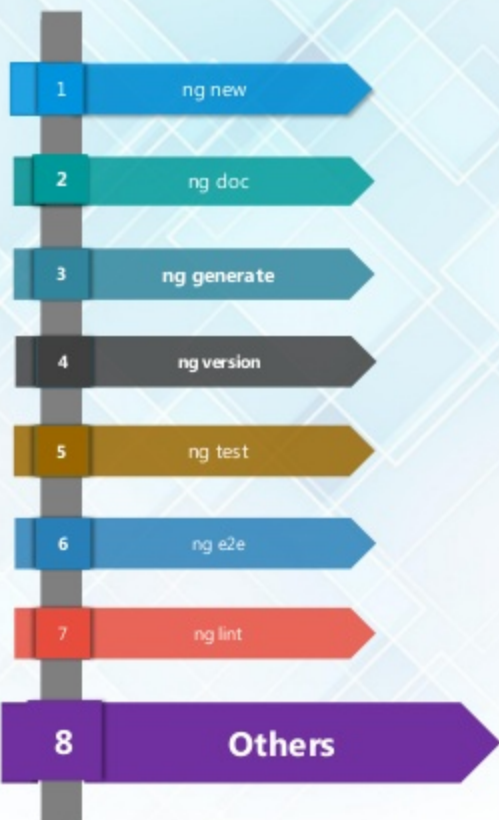 1 ng new
2 ng doc
3 ng generate
4 ng version
5 ng test
6 ng e2e
7 ng lint
8 Others